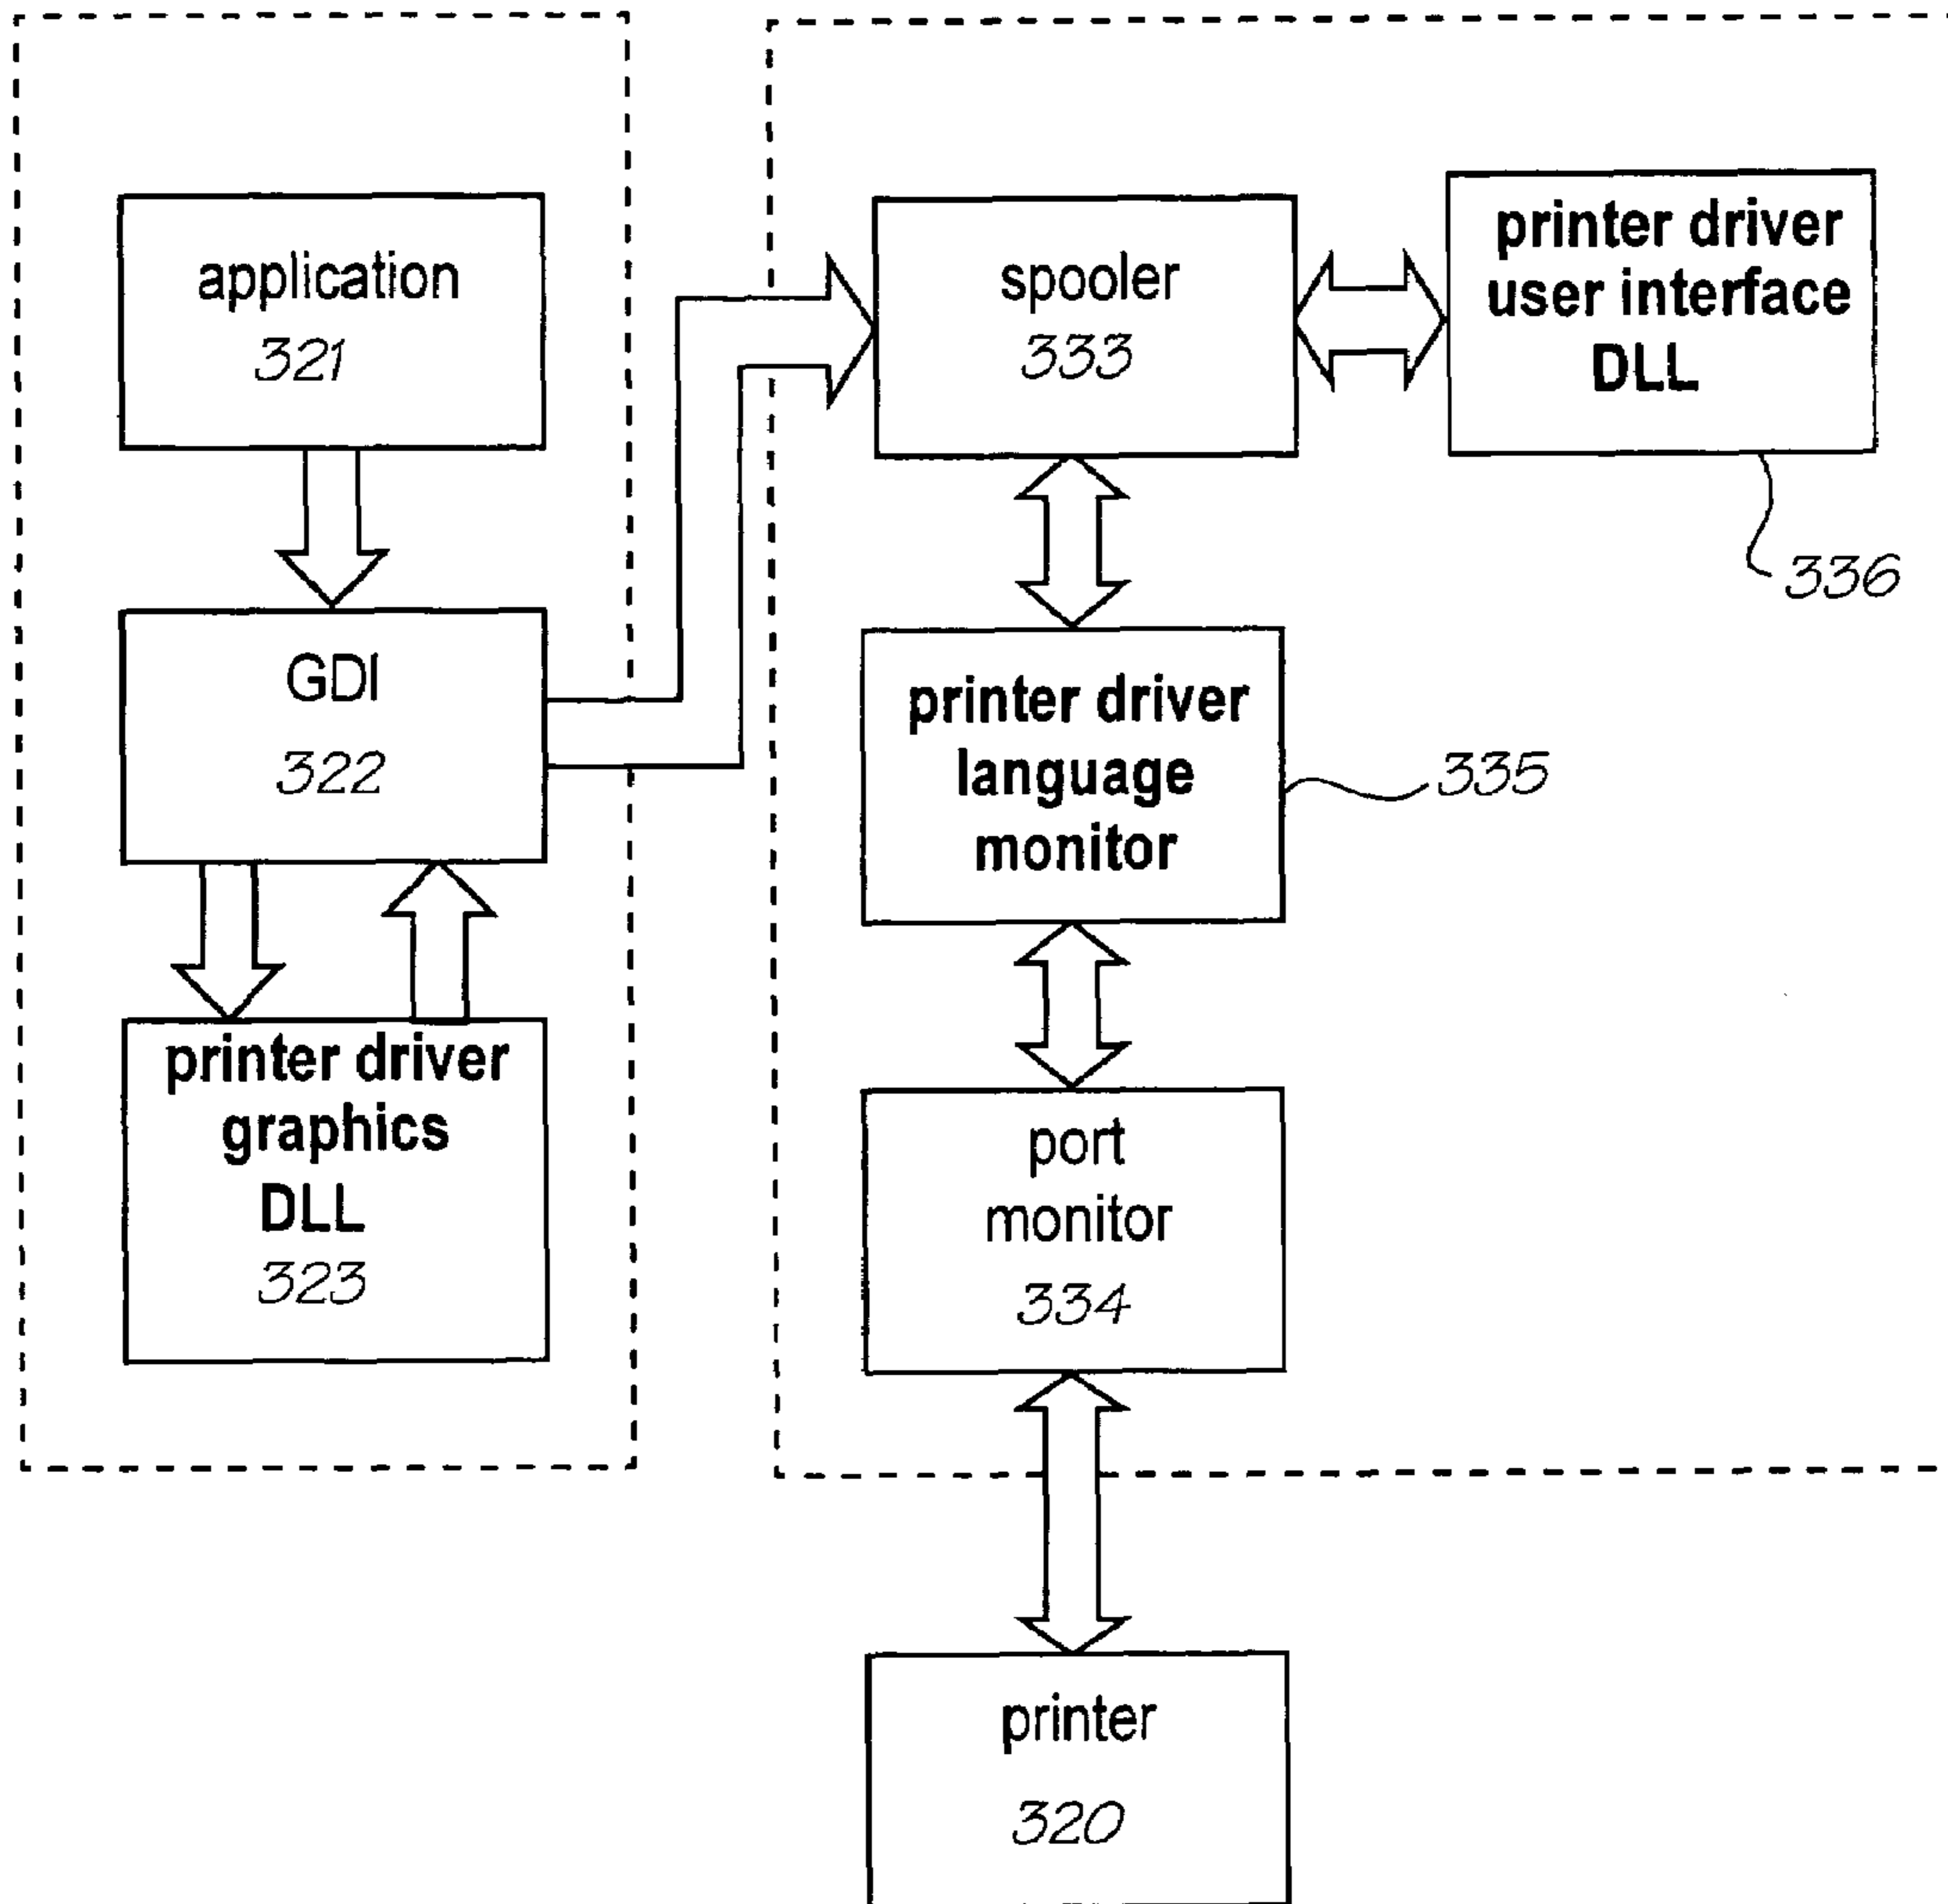 application
321
GDI
322
printer driver
graphics
DLL
323
spooler
333
printer driver
user interface
DLL
336
printer driver
language
monitor
335
port
monitor
334
printer
320